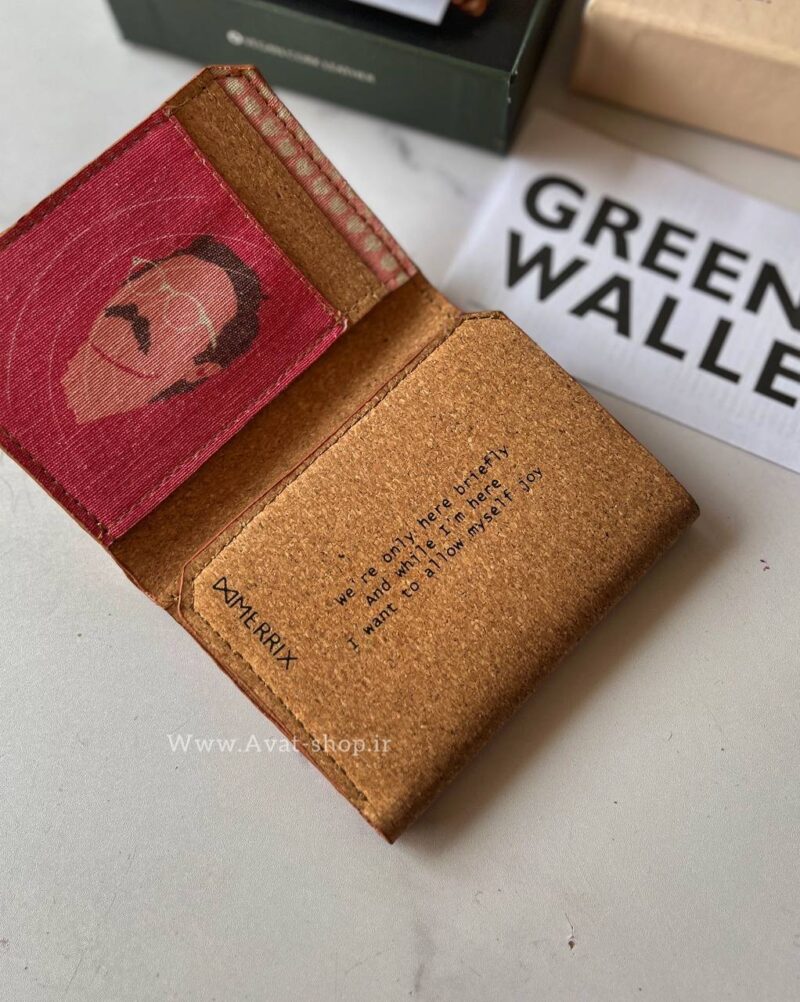 GREEN
WALLE
we're only here briefly
And while I'm here
I want to allow myself joy
MERRIX
Www.Avat-shop.ir